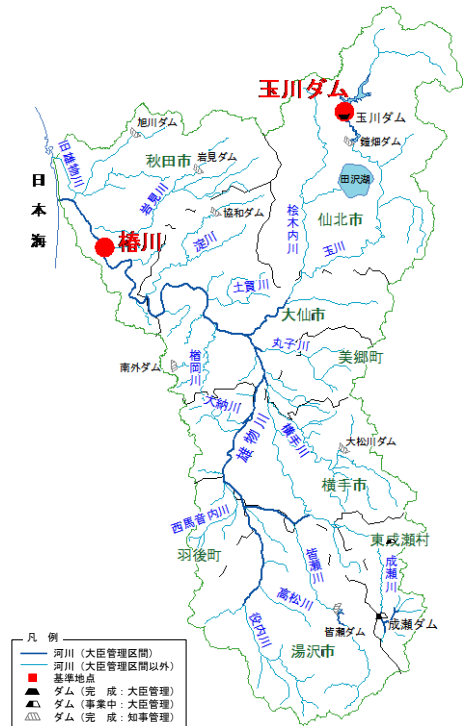 玉川ダム
玉川ダム
鎧畑ダム
旭川ダム
旧雄物川
秋田市
岩見ダム
岩見川
田沢湖
日本海
協和ダム
桧木内川
仙北市
椿川
淀川
玉川
土買川
大仙市
丸子川
美郷町
南外ダム
楢岡川
大納川
雄物川
横手川
大松川ダム
横手市
西馬音内川
東成瀬村
羽後町
皆瀬川
成瀬川
高松川
役内川
皆瀬ダム
成瀬ダム
湯沢市
凡 例
河川（大臣管理区間）
河川（大臣管理区間以外）
基準地点
ダム（完 成：大臣管理）
ダム（事業中：大臣管理）
ダム（完 成：知事管理）